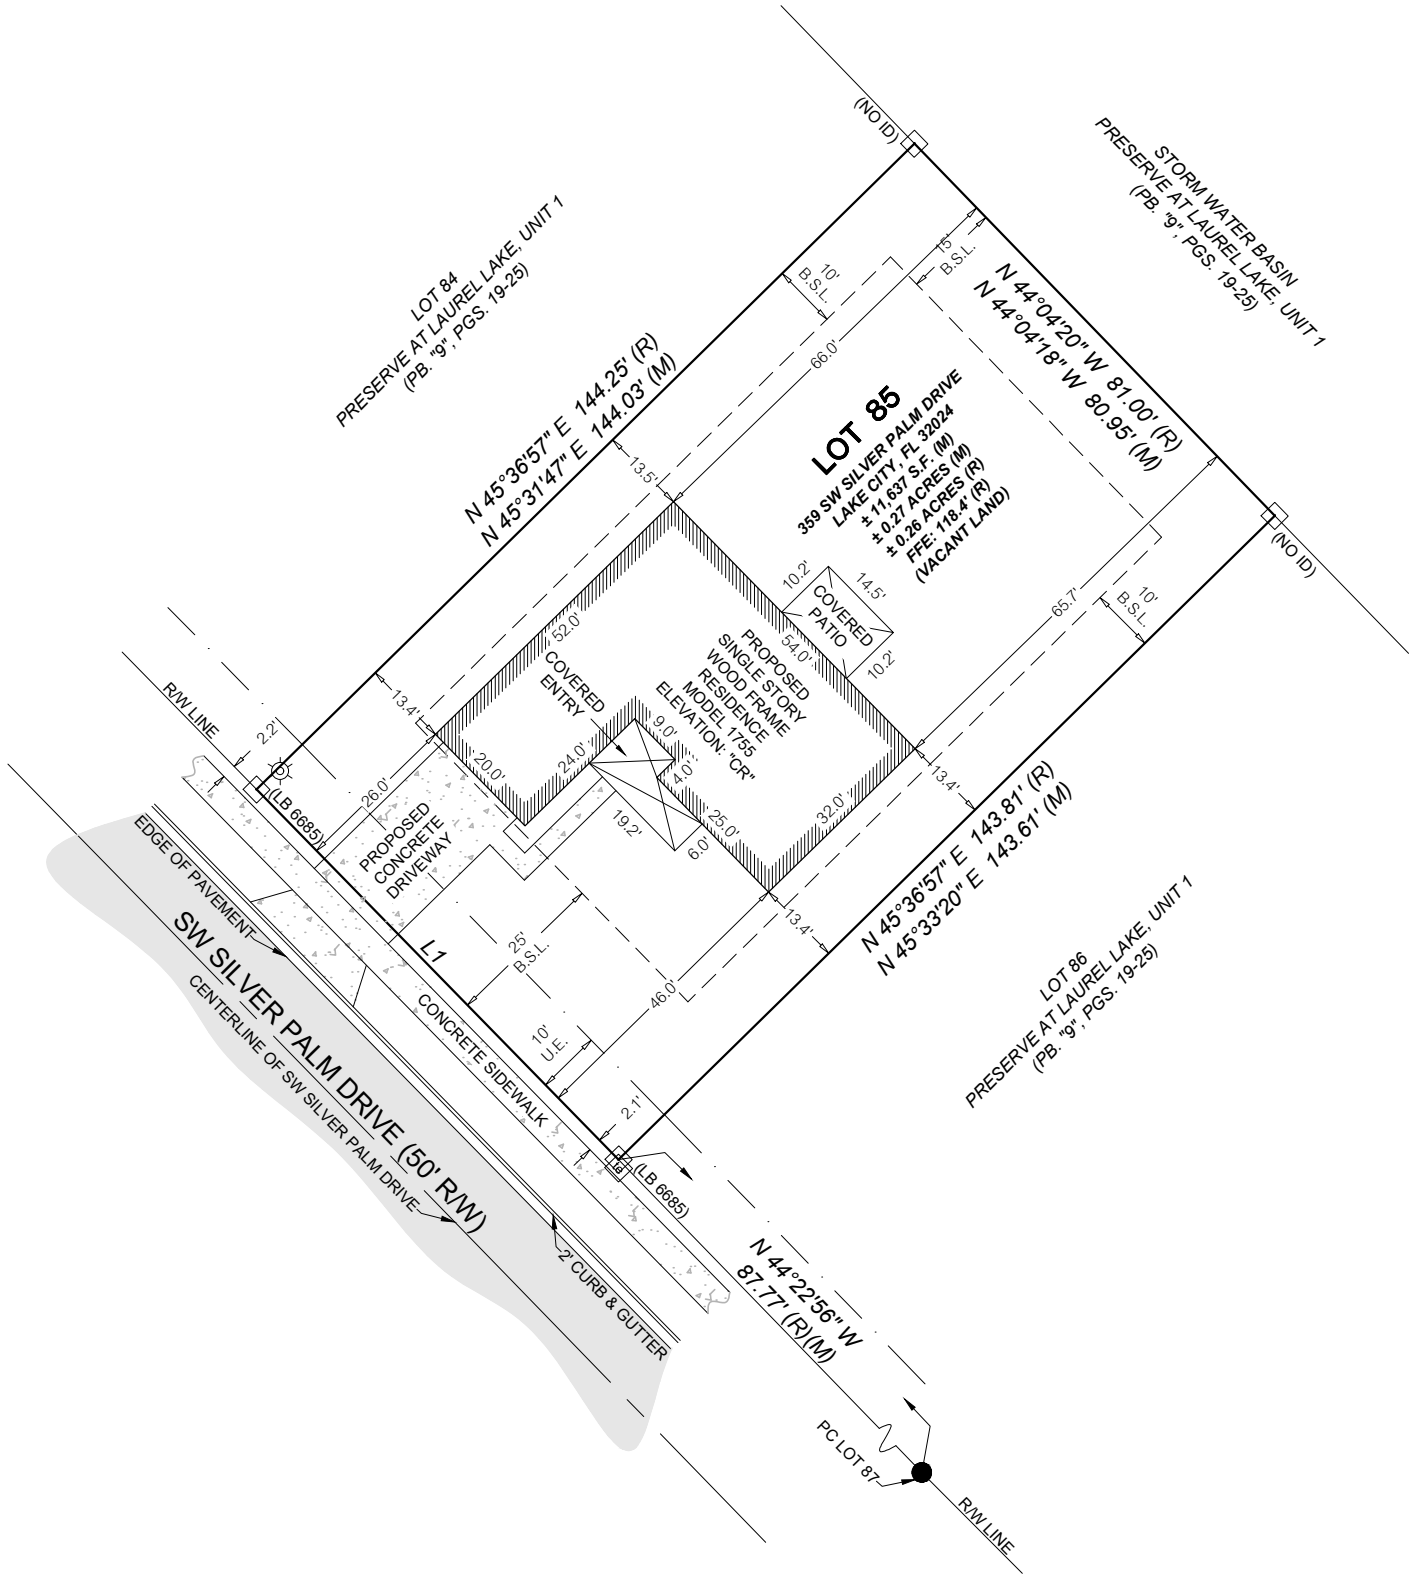 (NO ID)
STORM WATER BASIN
PRESERVE AT LAUREL LAKE, UNIT 1
(PB. "9", PGS. 19-25)
LOT 84
PRESERVE AT LAUREL LAKE, UNIT 1
(PB. "9", PGS. 19-25)
15'
B.S.L.
10'
B.S.L.
N 44°04'20" W 81.00' (R)
N 44°04'18" W 80.95' (M)
N 45°36'57" E 144.25' (R)
N 45°31'47" E 144.03' (M)
66.0'
LOT 85
359 SW SILVER PALM DRIVE
LAKE CITY, FL 32024
± 11,637 S.F. (M)
± 0.27 ACRES (M)
± 0.26 ACRES (R)
FFE: 118.4' (R)
(VACANT LAND)
13.5'
(NO ID)
10.2'
14.5'
COVERED
PATIO
10.2'
65.7'
10'
B.S.L.
52.0'
54.0'
PROPOSED
SINGLE STORY
WOOD FRAME
RESIDENCE
MODEL 1755
ELEVATION: "CR"
COVERED
ENTRY
R/W LINE
2.2'
13.4'
20.0'
24.0'
9.0'
4.0'
25.0'
32.0'
13.4'
19.2'
6.0'
26.0'
(LB 6685)
PROPOSED
CONCRETE
DRIVEWAY
N 45°36'57" E 143.81' (R)
N 45°33'20" E 143.61' (M)
13.4'
EDGE OF PAVEMENT
L1
25'
B.S.L.
46.0'
LOT 86
PRESERVE AT LAUREL LAKE, UNIT 1
(PB. "9", PGS. 19-25)
SW SILVER PALM DRIVE (50' R/W)
CENTERLINE OF SW SILVER PALM DRIVE
CONCRETE SIDEWALK
10'
U.E.
2.1'
(LB 6685)
2' CURB & GUTTER
N 44°22'56" W
87.77' (R)(M)
PC LOT 87
R/W LINE